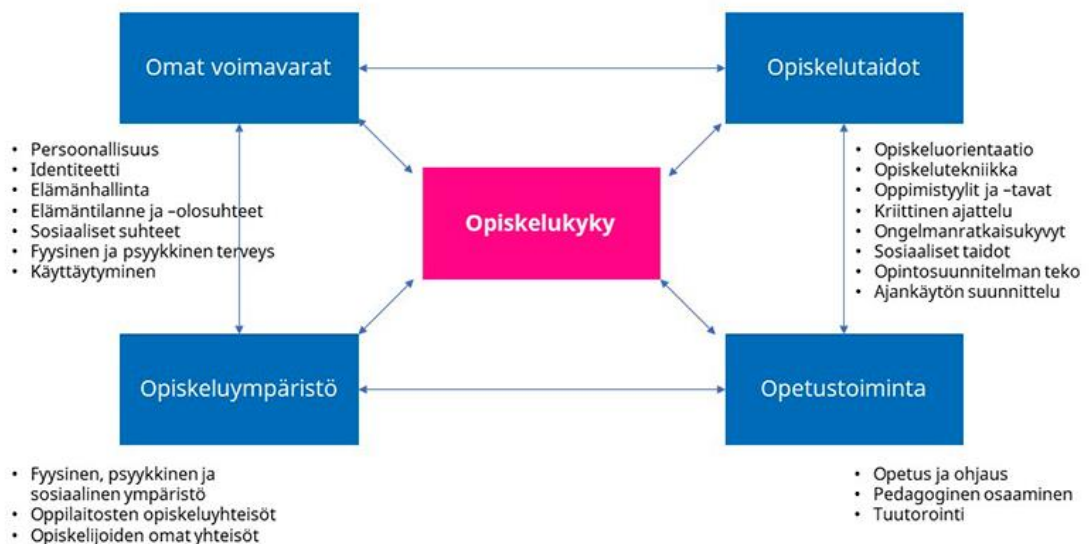 Omat voimavarat
Opiskelutaidot
• Persoonallisuus
• Identiteetti
• Elämänhallinta
• Elämäntilanne ja –olosuhteet
• Sosiaaliset suhteet
• Fyysinen ja psyykkinen terveys
• Käyttäytyminen
Opiskelukyky
• Opiskeluorientaatio
• Opiskelutekniikka
• Oppimistyylit ja –tavat
• Kriittinen ajattelu
• Ongelmanratkaisukyvyt
• Sosiaaliset taidot
• Opintosuunnitelman teko
• Ajankäytön suunnittelu
Opiskeluympäristö
Opetustoiminta
• Fyysinen, psyykkinen ja
sosiaalinen ympäristö
• Oppilaitosten opiskeluyhteisöt
• Opiskelijoiden omat yhteisöt
• Opetus ja ohjaus
• Pedagoginen osaaminen
• Tuutorointi